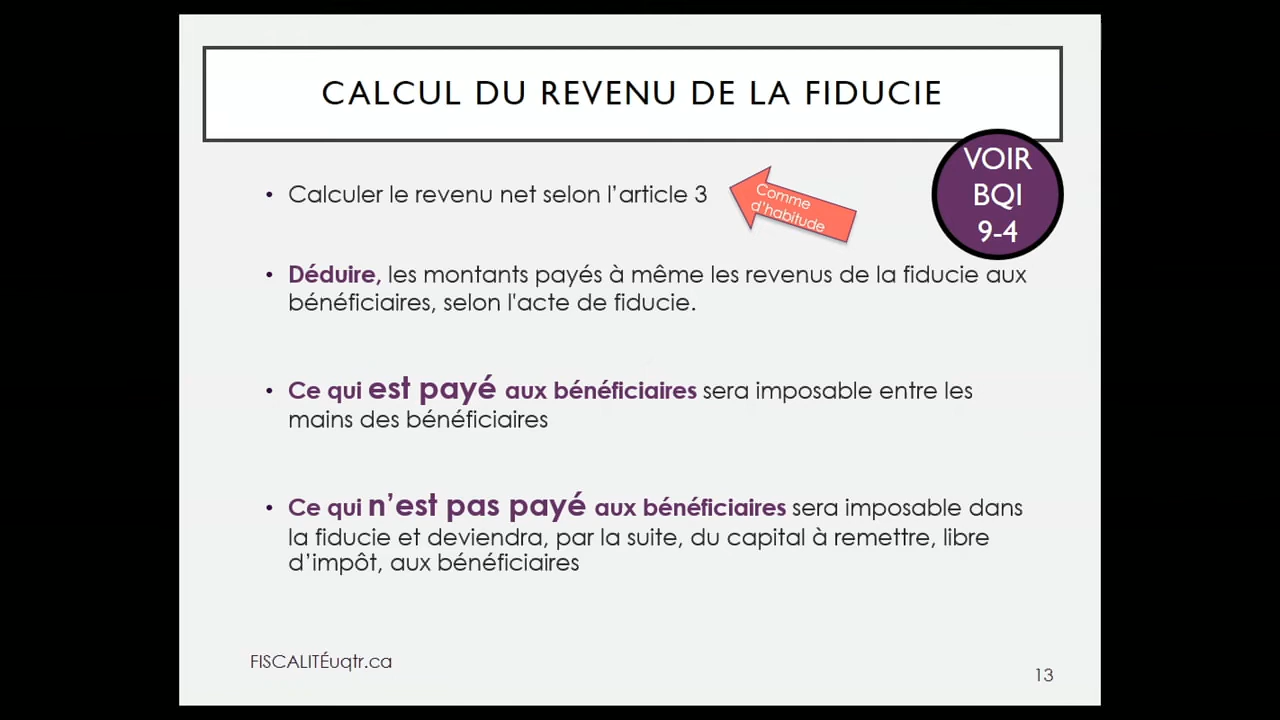 CALCUL DU REVENU DE LA FIDUCIE
VOIR
BQI
9-4
• Calculer le revenu net selon l’article 3
Comme
d’habitude
• Déduire, les montants payés à même les revenus de la fiducie aux
bénéficiaires, selon l'acte de fiducie.
• Ce qui est payé aux bénéficiaires sera imposable entre les
mains des bénéficiaires
• Ce qui n’est pas payé aux bénéficiaires sera imposable dans
la fiducie et deviendra, par la suite, du capital à remettre, libre
d’impôt, aux bénéficiaires
FISCALITÉuqtr.ca
13